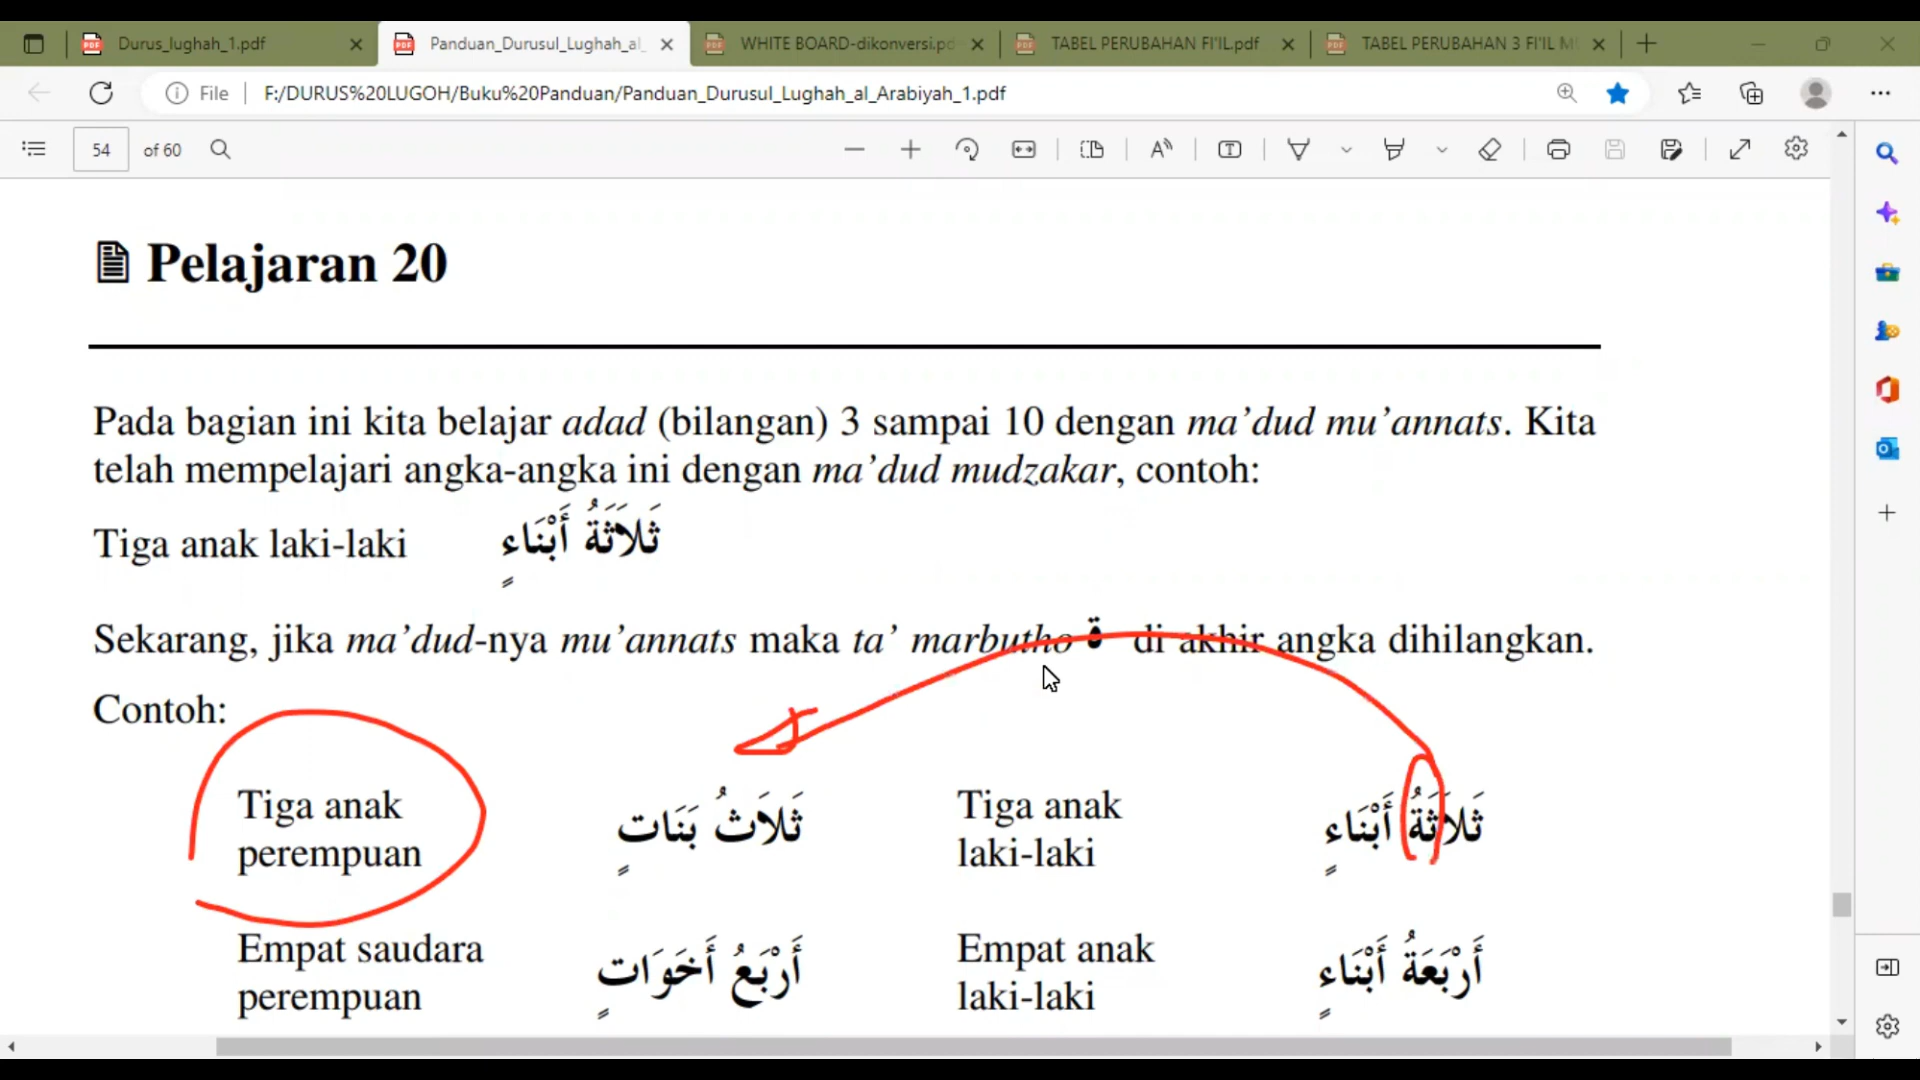 Durus_lughah_1.pdf
Panduan_Durusul_Lughah_al_
WHITE BOARD-dikonversi.pd
TABEL PERUBAHAN FI'IL.pdf
TABEL PERUBAHAN 3 FI'IL M
File
F:/DURUS%20LUGOH/Buku%20Panduan/Panduan_Durusul_Lughah_al_Arabiyah_1.pdf
54 of 60
Pelajaran 20
Pada bagian ini kita belajar adad (bilangan) 3 sampai 10 dengan ma’dud mu’annats. Kita
telah mempelajari angka-angka ini dengan ma’dud mudzakar, contoh:
Tiga anak laki-laki ثَلاَثَةُ أَبْنَاءٍ
Sekarang, jika ma’dud-nya mu’annats maka ta’ marbutho ة di akhir angka dihilangkan.
Contoh:
Tiga anak perempuan
ثَلاَثُ بَنَاتٍ
Tiga anak laki-laki
ثَلاَثَةُ أَبْنَاءٍ
Empat saudara perempuan
أَرْبَعُ أَخَوَاتٍ
Empat anak laki-laki
أَرْبَعَةُ أَبْنَاءٍ